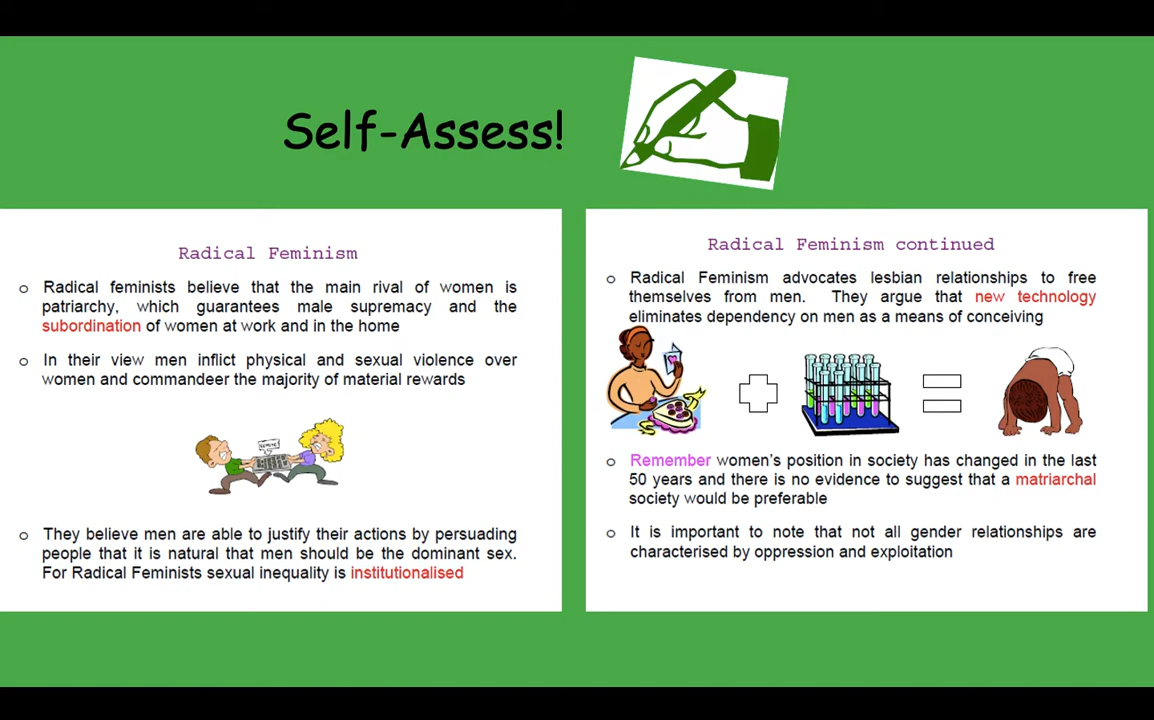 Self-Assess!
Radical Feminism
o Radical feminists believe that the main rival of women is
patriarchy, which guarantees male supremacy and the
subordination of women at work and in the home
o In their view men inflict physical and sexual violence over
women and commandeer the majority of material rewards
o They believe men are able to justify their actions by persuading
people that it is natural that men should be the dominant sex.
For Radical Feminists sexual inequality is institutionalised
Radical Feminism continued
o Radical Feminism advocates lesbian relationships to free
themselves from men. They argue that new technology
eliminates dependency on men as a means of conceiving
o Remember women's position in society has changed in the last
50 years and there is no evidence to suggest that a matriarchal
society would be preferable
o It is important to note that not all gender relationships are
characterised by oppression and exploitation